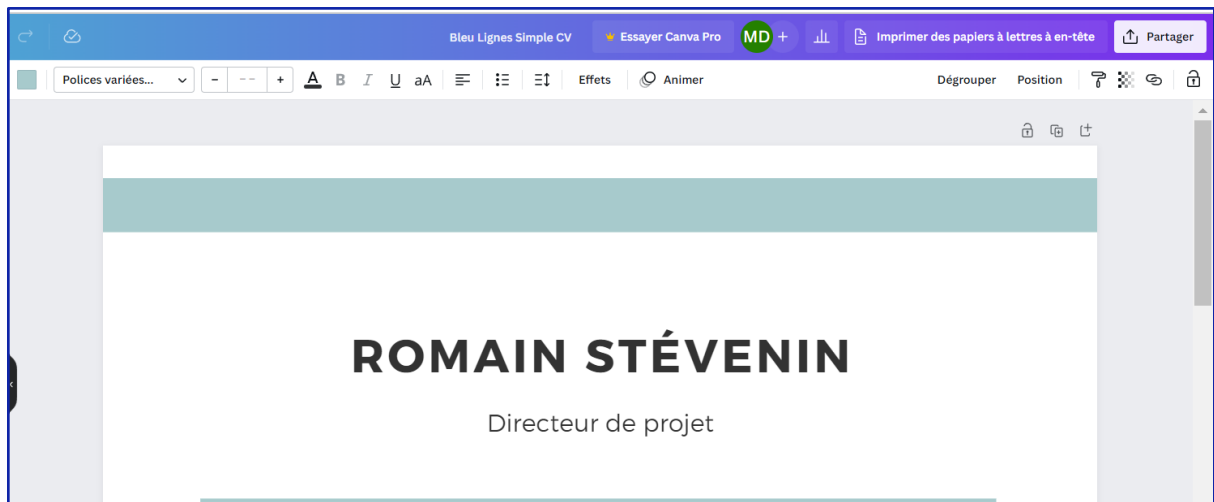 Bleu Lignes Simple CV Essayer Canva Pro MD + Imprimer des papiers à lettres à en-tête Partager
Polices variées... - -- + A B I U aA Effets Animer Dégrouper Position
ROMAIN STÉVENIN
Directeur de projet